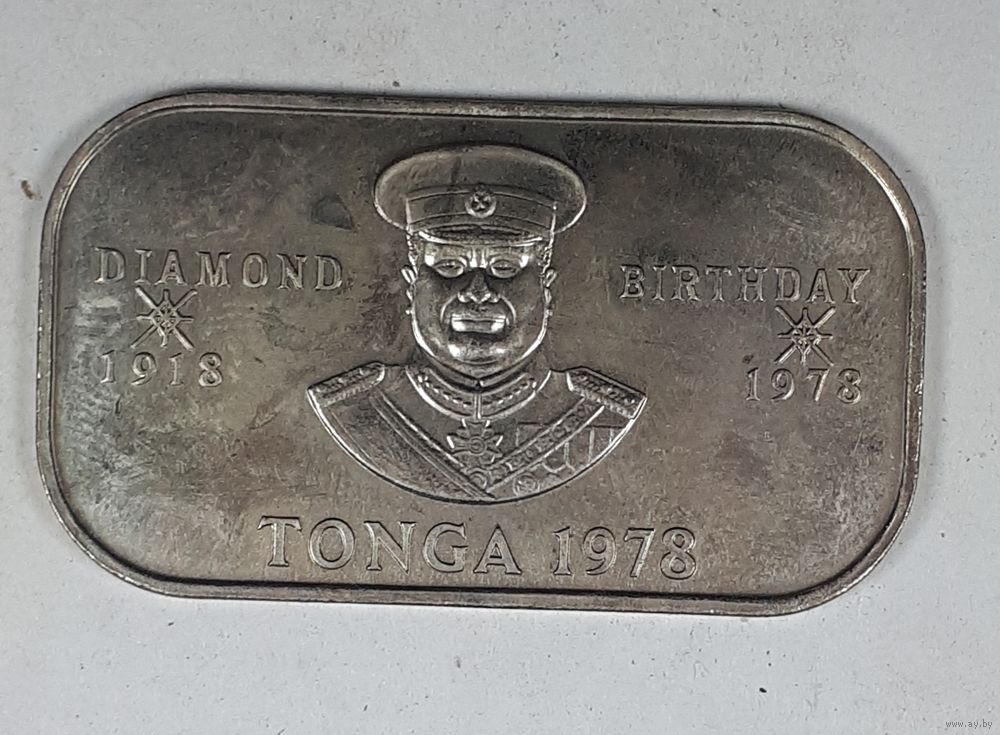 DIAMOND BIRTHDAY
1918 1978
TONGA 1978
www.ay.by